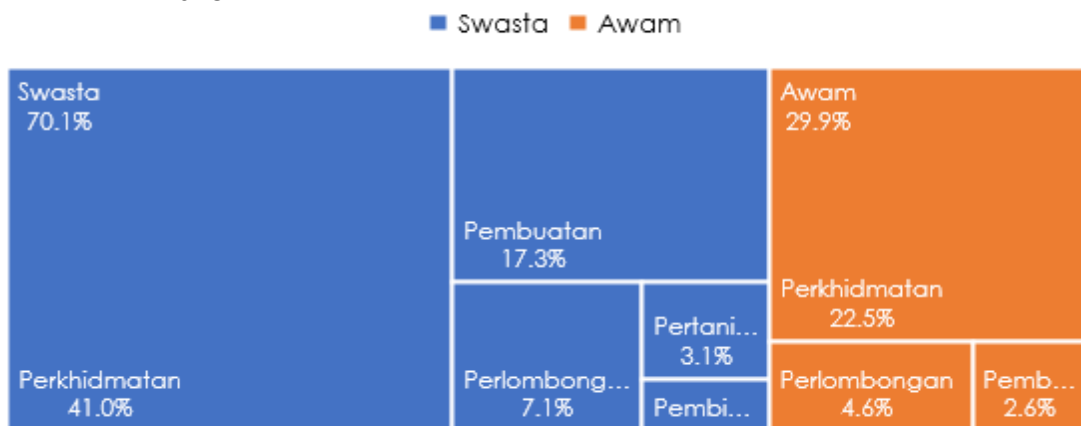 Swasta Awam
Swasta
70.1%
Perkhidmatan
41.0%
Pembuatan
17.3%
Perlombong...
7.1%
Pertani...
3.1%
Pembi...
Awam
29.9%
Perkhidmatan
22.5%
Perlombongan
4.6%
Pemb...
2.6%